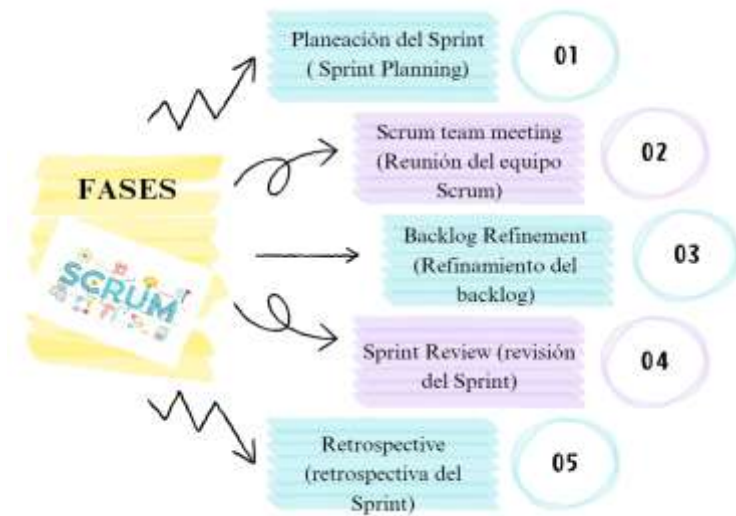 Planeación del Sprint
( Sprint Planning)
01
Scrum team meeting
(Reunión del equipo
Scrum)
02
FASES
SCRUM
Backlog Refinement
(Refinamiento del
backlog)
03
Sprint Review (revisión
del Sprint)
04
Retrospective
(retrospectiva del
Sprint)
05